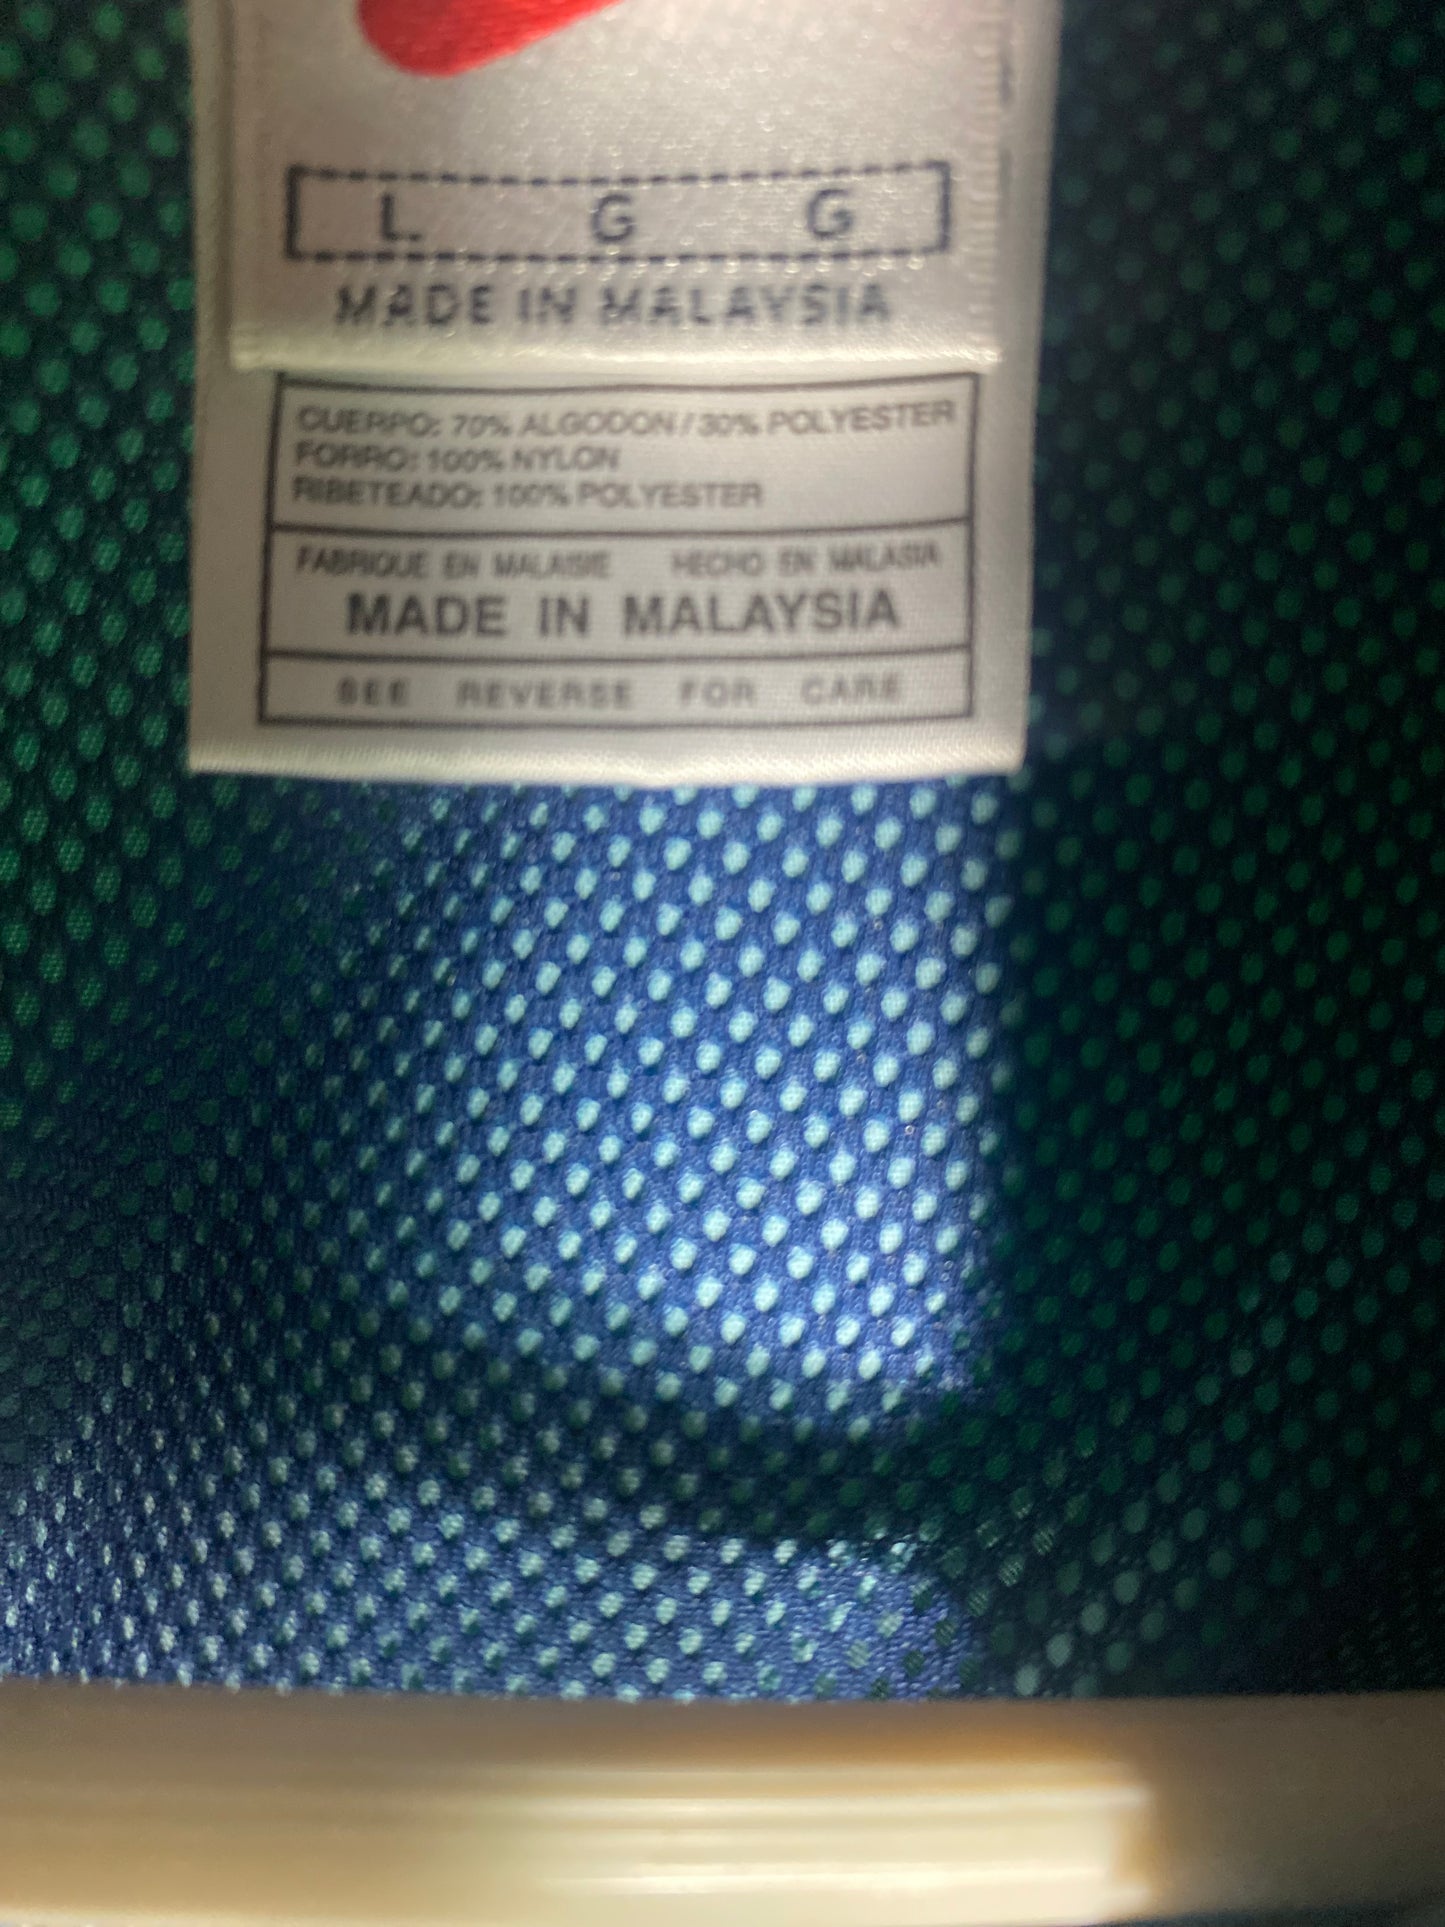 L G G
MADE IN MALAYSIA
CUERPO: 70% ALGODON / 30% POLYESTER
FORRO: 100% NYLON
RIBETEADO: 100% POLYESTER
FABRIQUE EN MALAISIE HECHO EN MALASIA
MADE IN MALAYSIA
SEE REVERSE FOR CARE